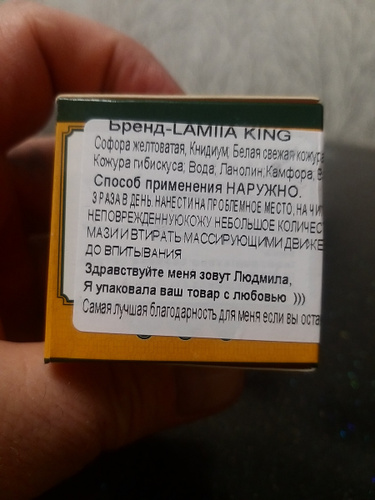 Бренд-LAMIIA KING
Софора желтоватая, Книдиум, Белая свежая кожура
Кожура гибискуса; Вода, Ланолин,Камфора,
Способ применения НАРУЖНО.
3 РАЗА В ДЕНЬ НАНЕСТИ НА ПРОБЛЕМНОЕ МЕСТО, НА
НЕПОВРЕЖДЕННУЮ КОЖУ НЕБОЛЬШОЕ КОЛИЧЕС
МАЗИ И ВТИРАТЬ МАССИРУЮЩИМИ ДВИЖЕ
ДО ВПИТЫВАНИЯ
Здравствуйте меня зовут Людмила,
Я упаковала ваш товар с любовью )))
Самая лучшая благодарность для меня если вы оста